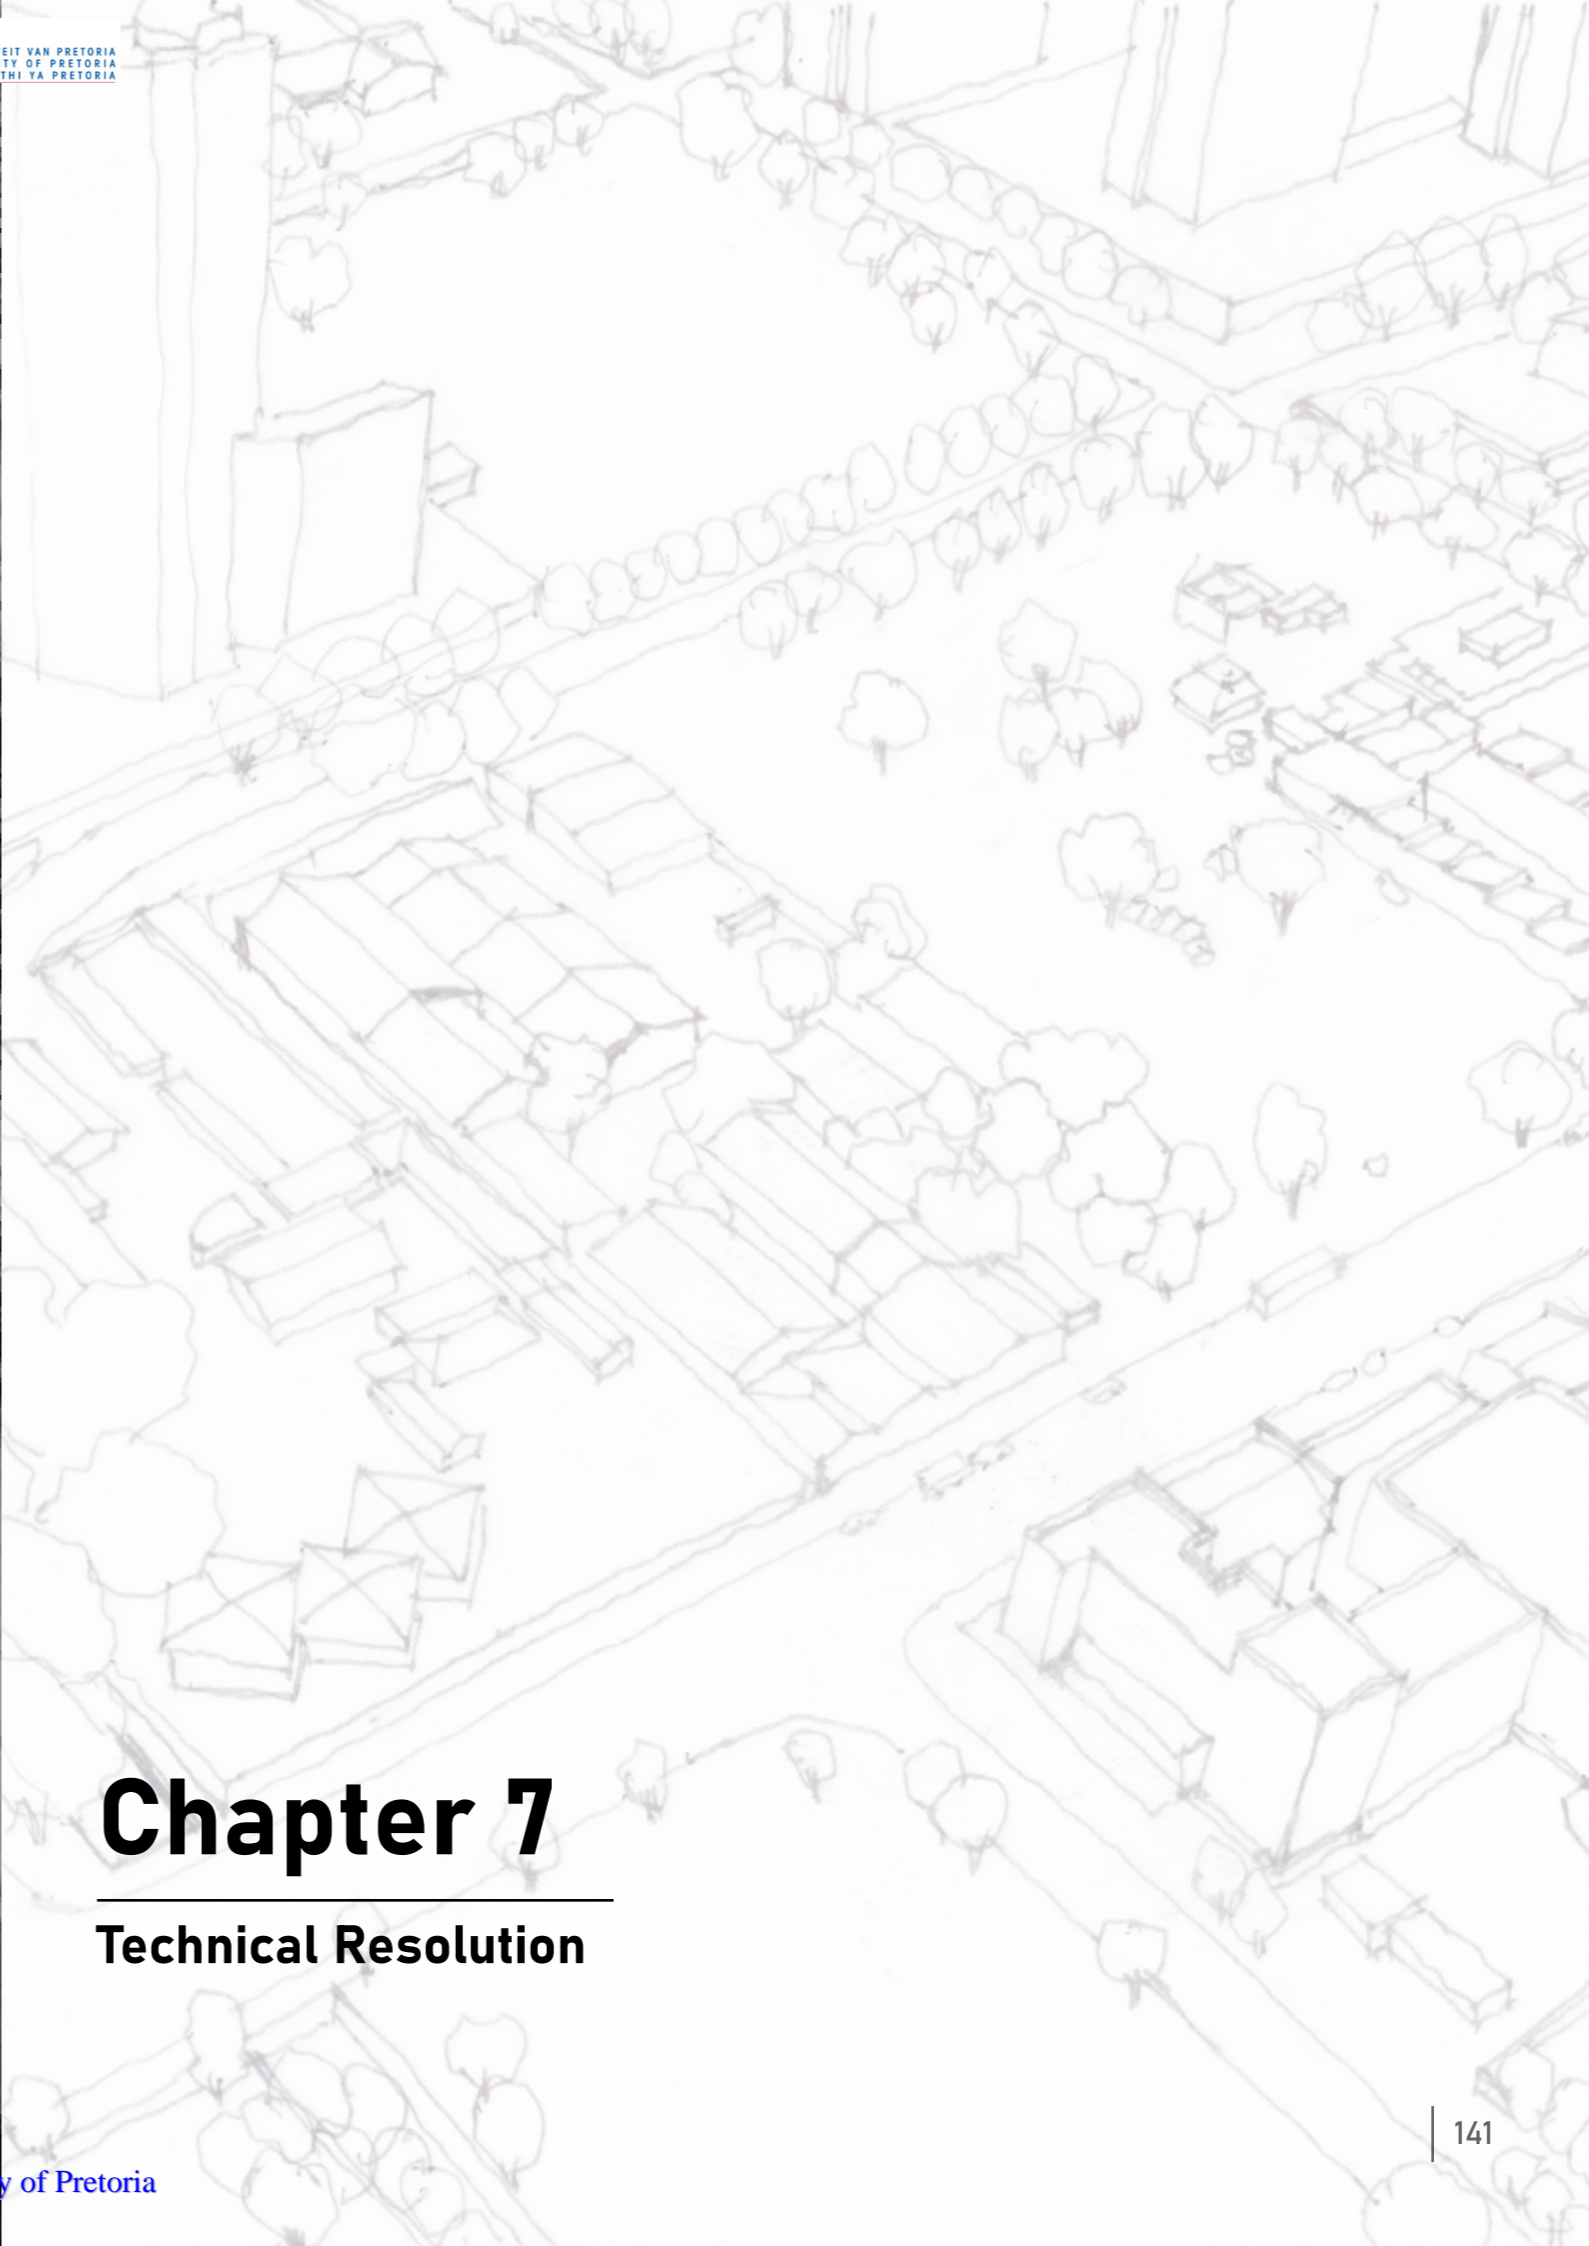 EIT VAN PRETORIA
TY OF PRETORIA
THI YA PRETORIA
Chapter 7
Technical Resolution
141
y of Pretoria